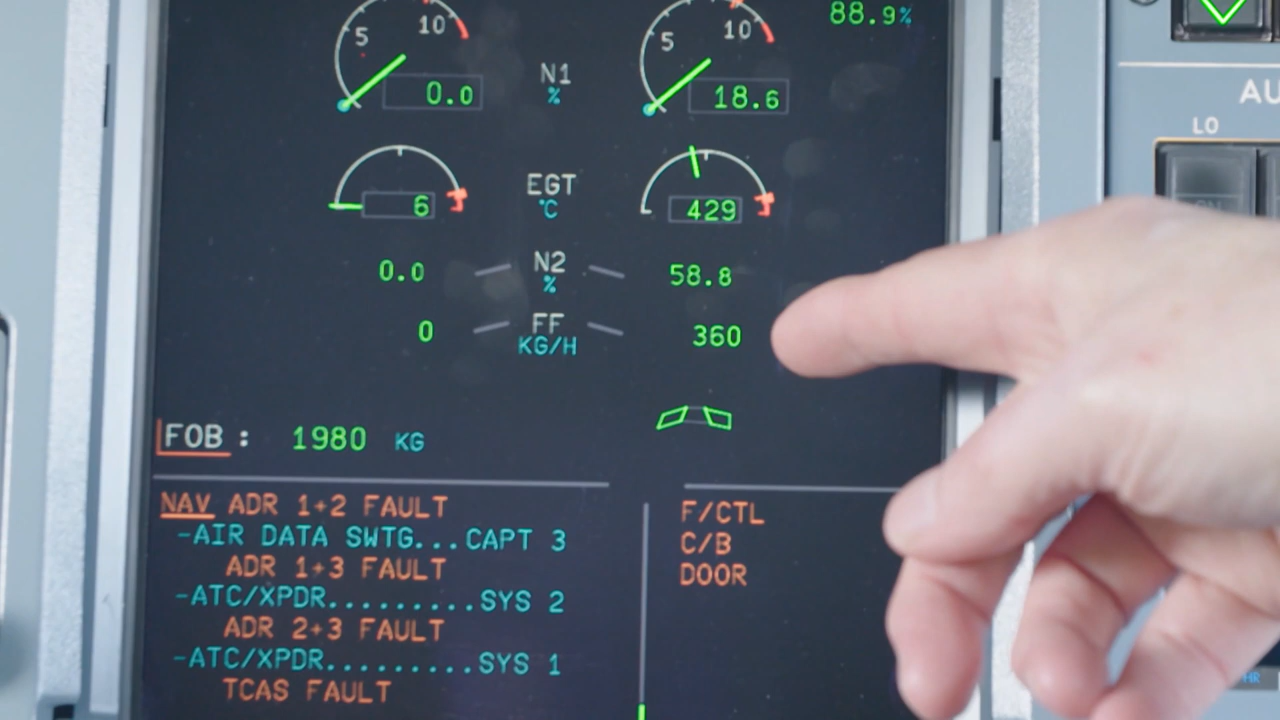 88.9%
5 10 5 10
0.0 N1 % 18.6
AU
LO
6 EGT °C 429
0.0 N2 % 58.8
0 FF KG/H 360
FOB : 1980 KG
NAV ADR 1+2 FAULT
-AIR DATA SWTG...CAPT 3
ADR 1+3 FAULT
-ATC/XPDR.........SYS 2
ADR 2+3 FAULT
-ATC/XPDR.........SYS 1
TCAS FAULT
F/CTL
C/B
DOOR